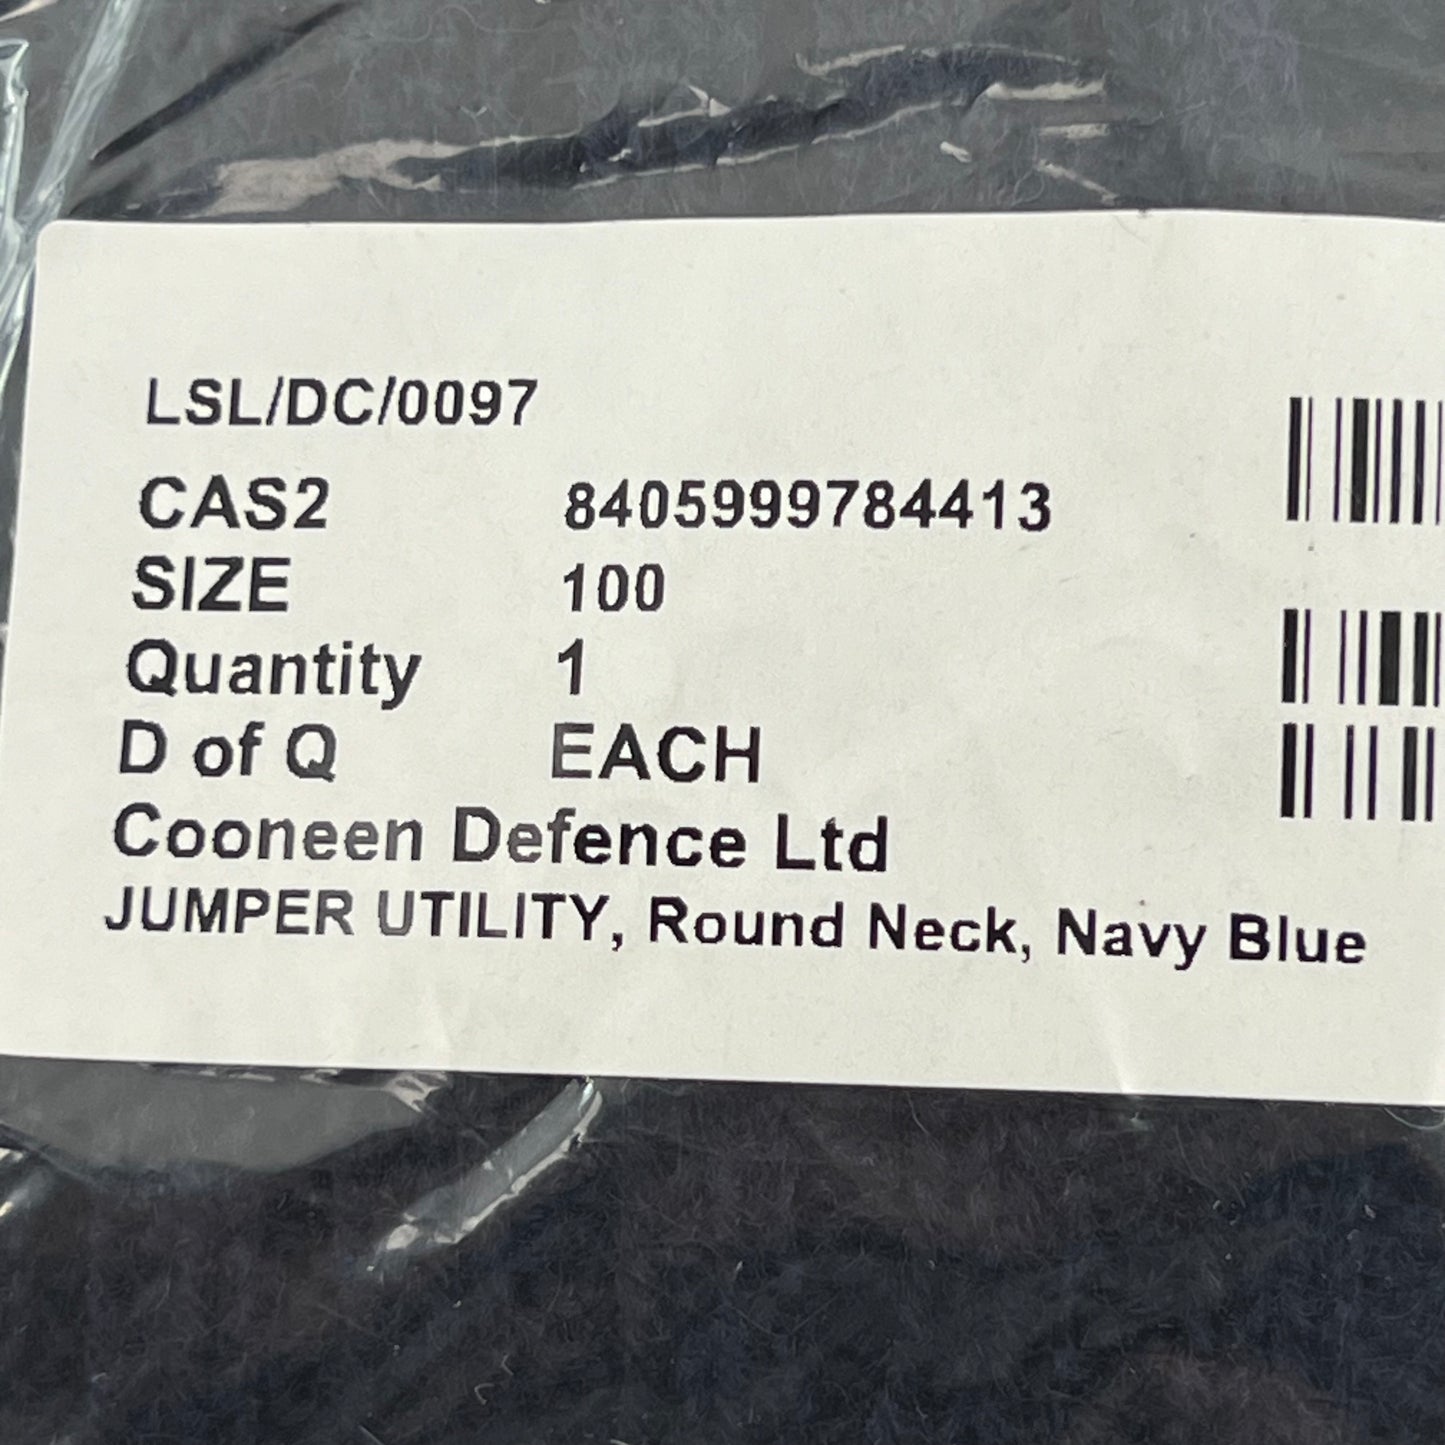 LSL/DC/0097
CAS2 8405999784413
SIZE 100
Quantity 1
D of Q EACH
Cooneen Defence Ltd
JUMPER UTILITY, Round Neck, Navy Blue